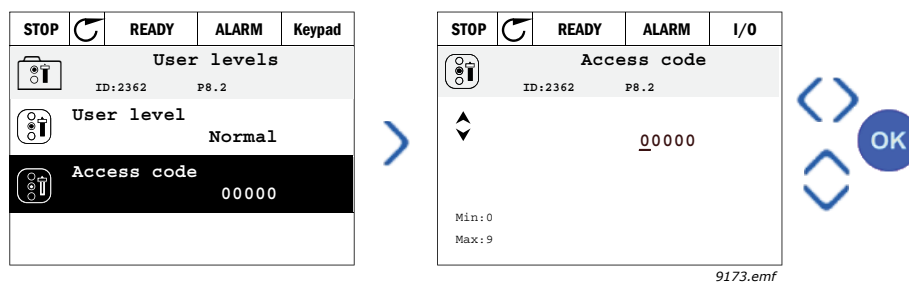 STOP READY ALARM Keypad
User levels
ID:2362 P8.2
User level
Normal
Access code
00000
STOP READY ALARM I/O
Access code
ID:2362 P8.2
00000
Min:0
Max:9
OK
9173.emf